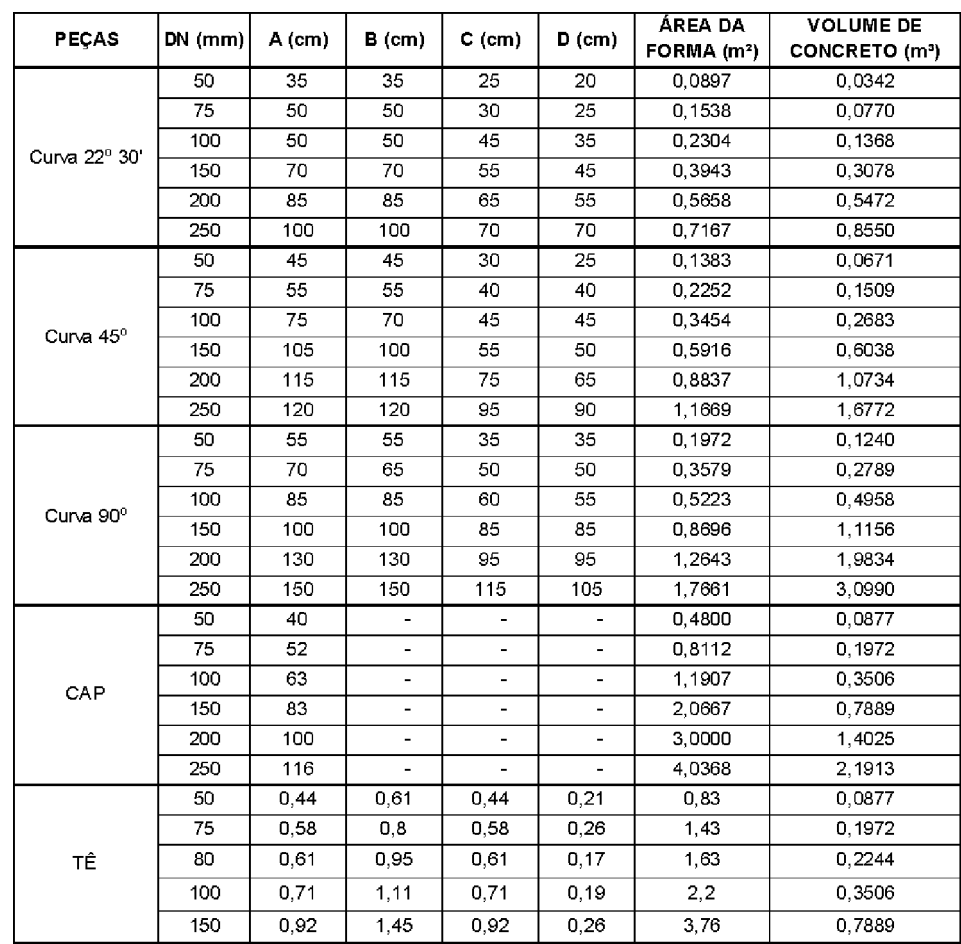 PEÇAS DN (mm) A (cm) B (cm) C (cm) D (cm) ÁREA DA FORMA (m²) VOLUME DE CONCRETO (m³)
Curva 22º 30'
50 35 35 25 20 0,0897 0,0342
75 50 50 30 25 0,1538 0,0770
100 50 50 45 35 0,2304 0,1368
150 70 70 55 45 0,3943 0,3078
200 85 85 65 55 0,5658 0,5472
250 100 100 70 70 0,7167 0,8550
Curva 45º
50 45 45 30 25 0,1383 0,0671
75 55 55 40 40 0,2252 0,1509
100 75 70 45 45 0,3454 0,2683
150 105 100 55 50 0,5916 0,6038
200 115 115 75 65 0,8837 1,0734
250 120 120 95 90 1,1669 1,6772
Curva 90º
50 55 55 35 35 0,1972 0,1240
75 70 65 50 50 0,3579 0,2789
100 85 85 60 55 0,5223 0,4958
150 100 100 85 85 0,8696 1,1156
200 130 130 95 95 1,2643 1,9834
250 150 150 115 105 1,7661 3,0990
CAP
50 40 - - - 0,4800 0,0877
75 52 - - - 0,8112 0,1972
100 63 - - - 1,1907 0,3506
150 83 - - - 2,0667 0,7889
200 100 - - - 3,0000 1,4025
250 116 - - - 4,0368 2,1913
TÊ
50 0,44 0,61 0,44 0,21 0,83 0,0877
75 0,58 0,8 0,58 0,26 1,43 0,1972
80 0,61 0,95 0,61 0,17 1,63 0,2244
100 0,71 1,11 0,71 0,19 2,2 0,3506
150 0,92 1,45 0,92 0,26 3,76 0,7889